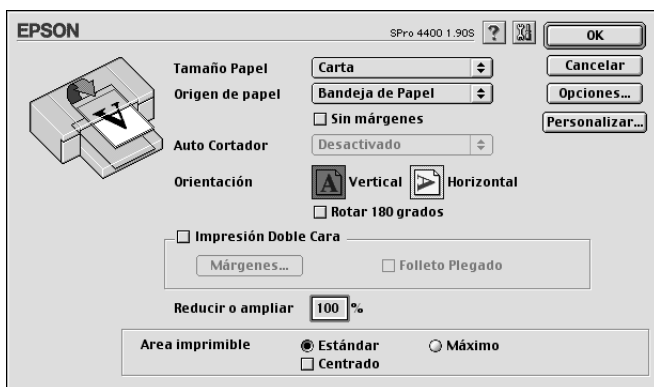 EPSON SPro 4400 1.90S ? OK
Tamaño Papel Carta Cancelar
Origen de papel Bandeja de Papel Opciones...
Sin márgenes Personalizar...
Auto Cortador Desactivado
Orientación A Vertical A Horizontal
Rotar 180 grados
Impresión Doble Cara
Márgenes... Folleto Plegado
Reducir o ampliar 100 %
Area imprimible Estándar Máximo
Centrado